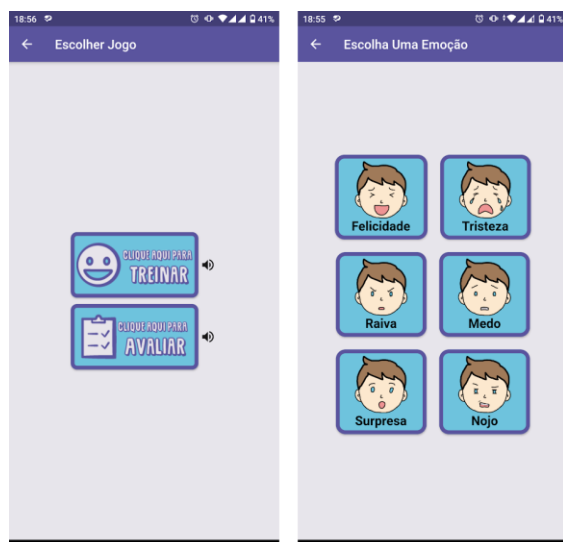 18:56 41%
Escolher Jogo
CLIQUE AQUI PARA
TREINAR
CLIQUE AQUI PARA
AVALIAR
18:55 41%
Escolha Uma Emoção
Felicidade Tristeza
Raiva Medo
Surpresa Nojo